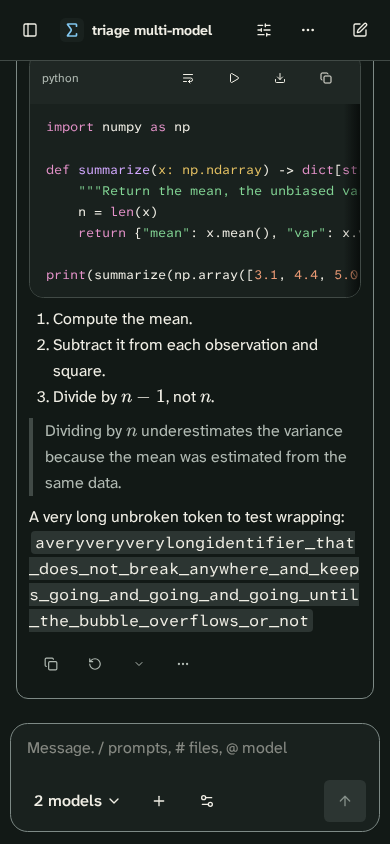 triage multi-model
python
import numpy as np
def summarize(x: np.ndarray) -> dict[st
"""Return the mean, the unbiased va
n = len(x)
return {"mean": x.mean(), "var": x.
print(summarize(np.array([3.1, 4.4, 5.0
1. Compute the mean.
2. Subtract it from each observation and
square.
3. Divide by n − 1, not n.
Dividing by n underestimates the variance
because the mean was estimated from the
same data.
A very long unbroken token to test wrapping:
averyveryverylongidentifier_that
_does_not_break_anywhere_and_keep
s_going_and_going_and_going_until
_the_bubble_overflows_or_not
Message. / prompts, # files, @ model
2 models